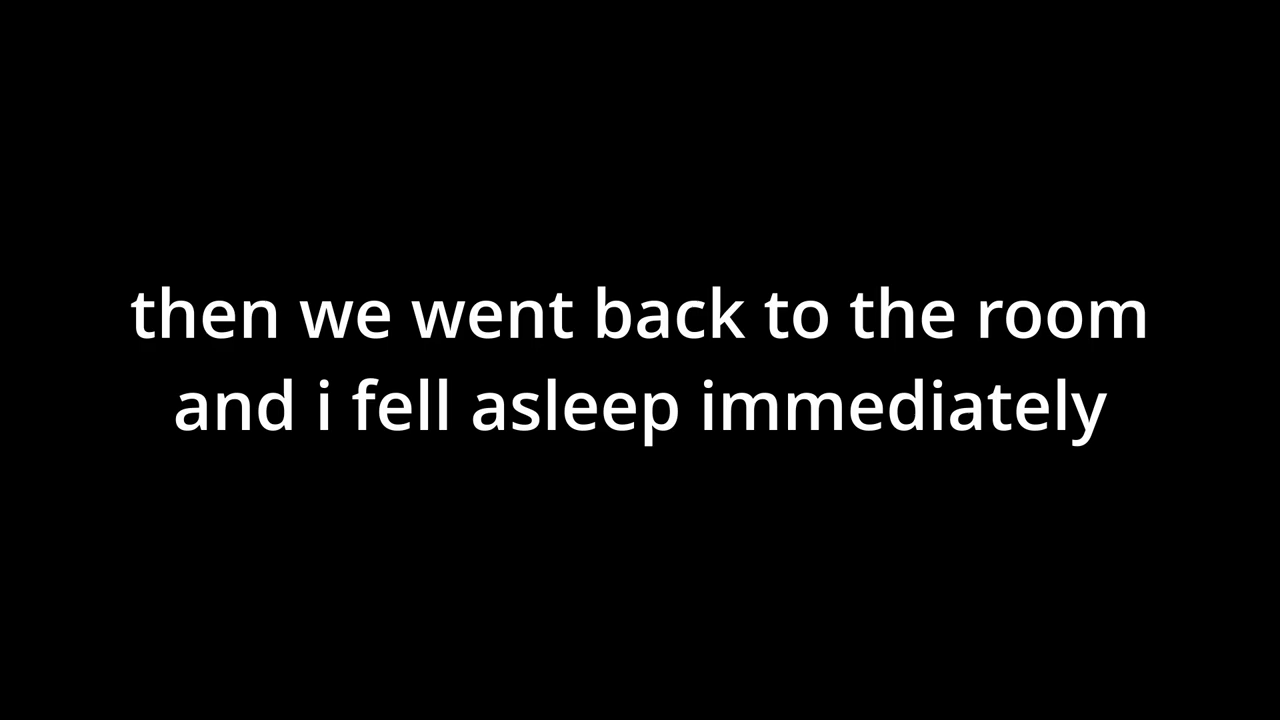 then we went back to the room
and i fell asleep immediately